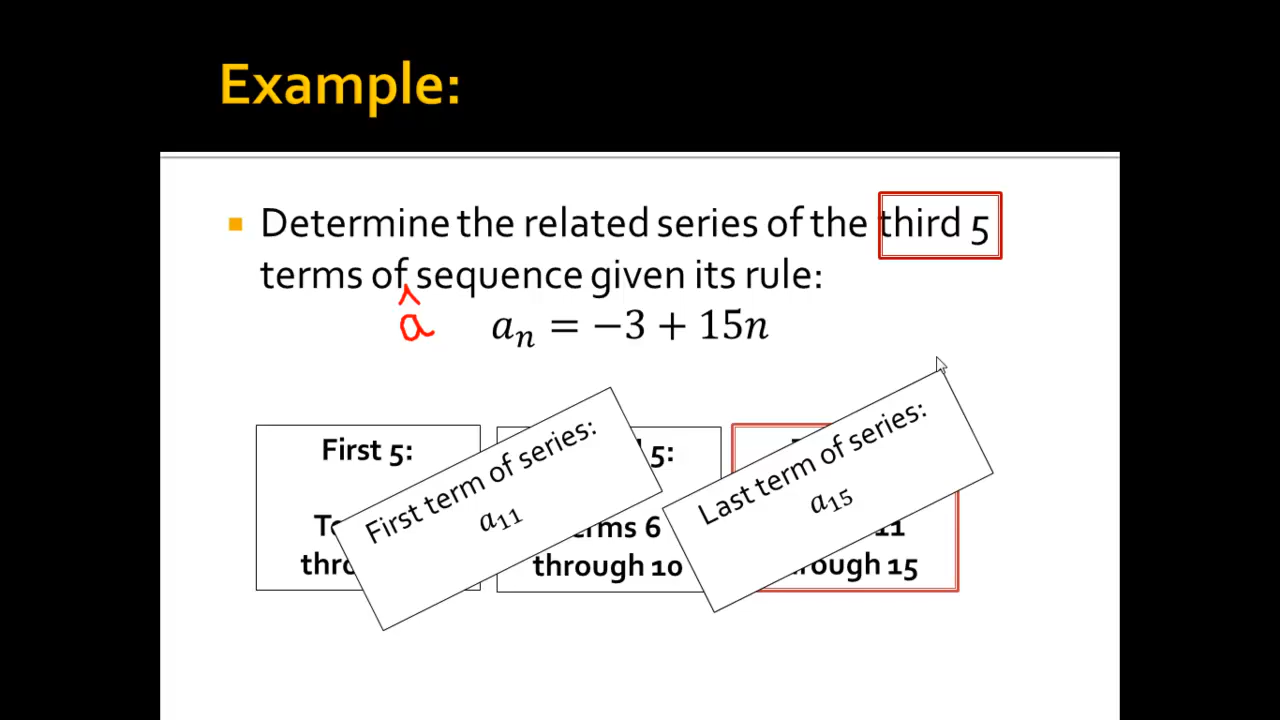 Example:
Determine the related series of the third 5
terms of sequence given its rule:
a
aₙ = −3 + 15n
First 5:
First term of series:
a₁₁
5:
6
through 10
Last term of series:
a₁₅
11
through 15